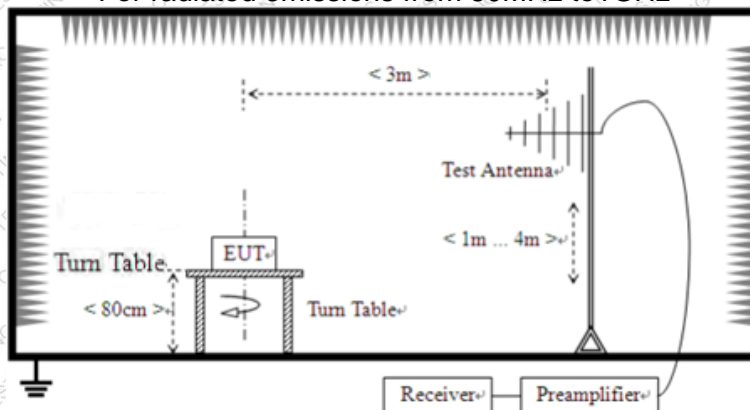 For radiated emissions from 30MHz to1GHz
< 3m >
Test Antenna
< 1m ... 4m >
EUT
Turn Table
< 80cm >
Turn Table
Receiver
Preamplifier